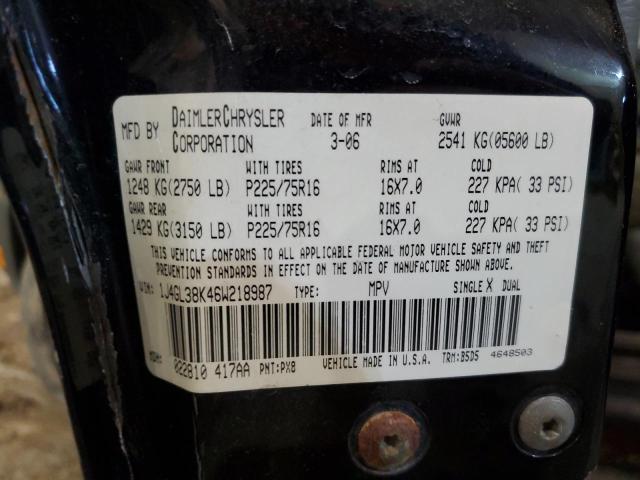 MFD BY DAIMLERCHRYSLER CORPORATION DATE OF MFR 3-06 GVWR 2541 KG(05600 LB)
GAWR FRONT WITH TIRES RIMS AT COLD
1248 KG(2750 LB) P225/75R16 16X7.0 227 KPA( 33 PSI)
GAWR REAR WITH TIRES RIMS AT COLD
1429 KG(3150 LB) P225/75R16 16X7.0 227 KPA( 33 PSI)
THIS VEHICLE CONFORMS TO ALL APPLICABLE FEDERAL MOTOR VEHICLE SAFETY AND THEFT
PREVENTION STANDARDS IN EFFECT ON THE DATE OF MANUFACTURE SHOWN ABOVE.
VIN: 1J4GL38K46W218987 TYPE: MPV SINGLE X DUAL
MDH: 022810 417AA PNT:PX8 VEHICLE MADE IN U.S.A. TRM:B5D5 4648503